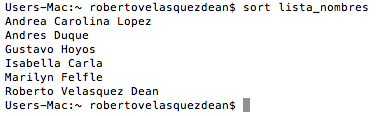 Users-Mac:~ robertovelasquezdean$ sort lista_nombres
Andrea Carolina Lopez
Andres Duque
Gustavo Hoyos
Isabella Carla
Marilyn Felfle
Roberto Velasquez Dean
Users-Mac:~ robertovelasquezdean$